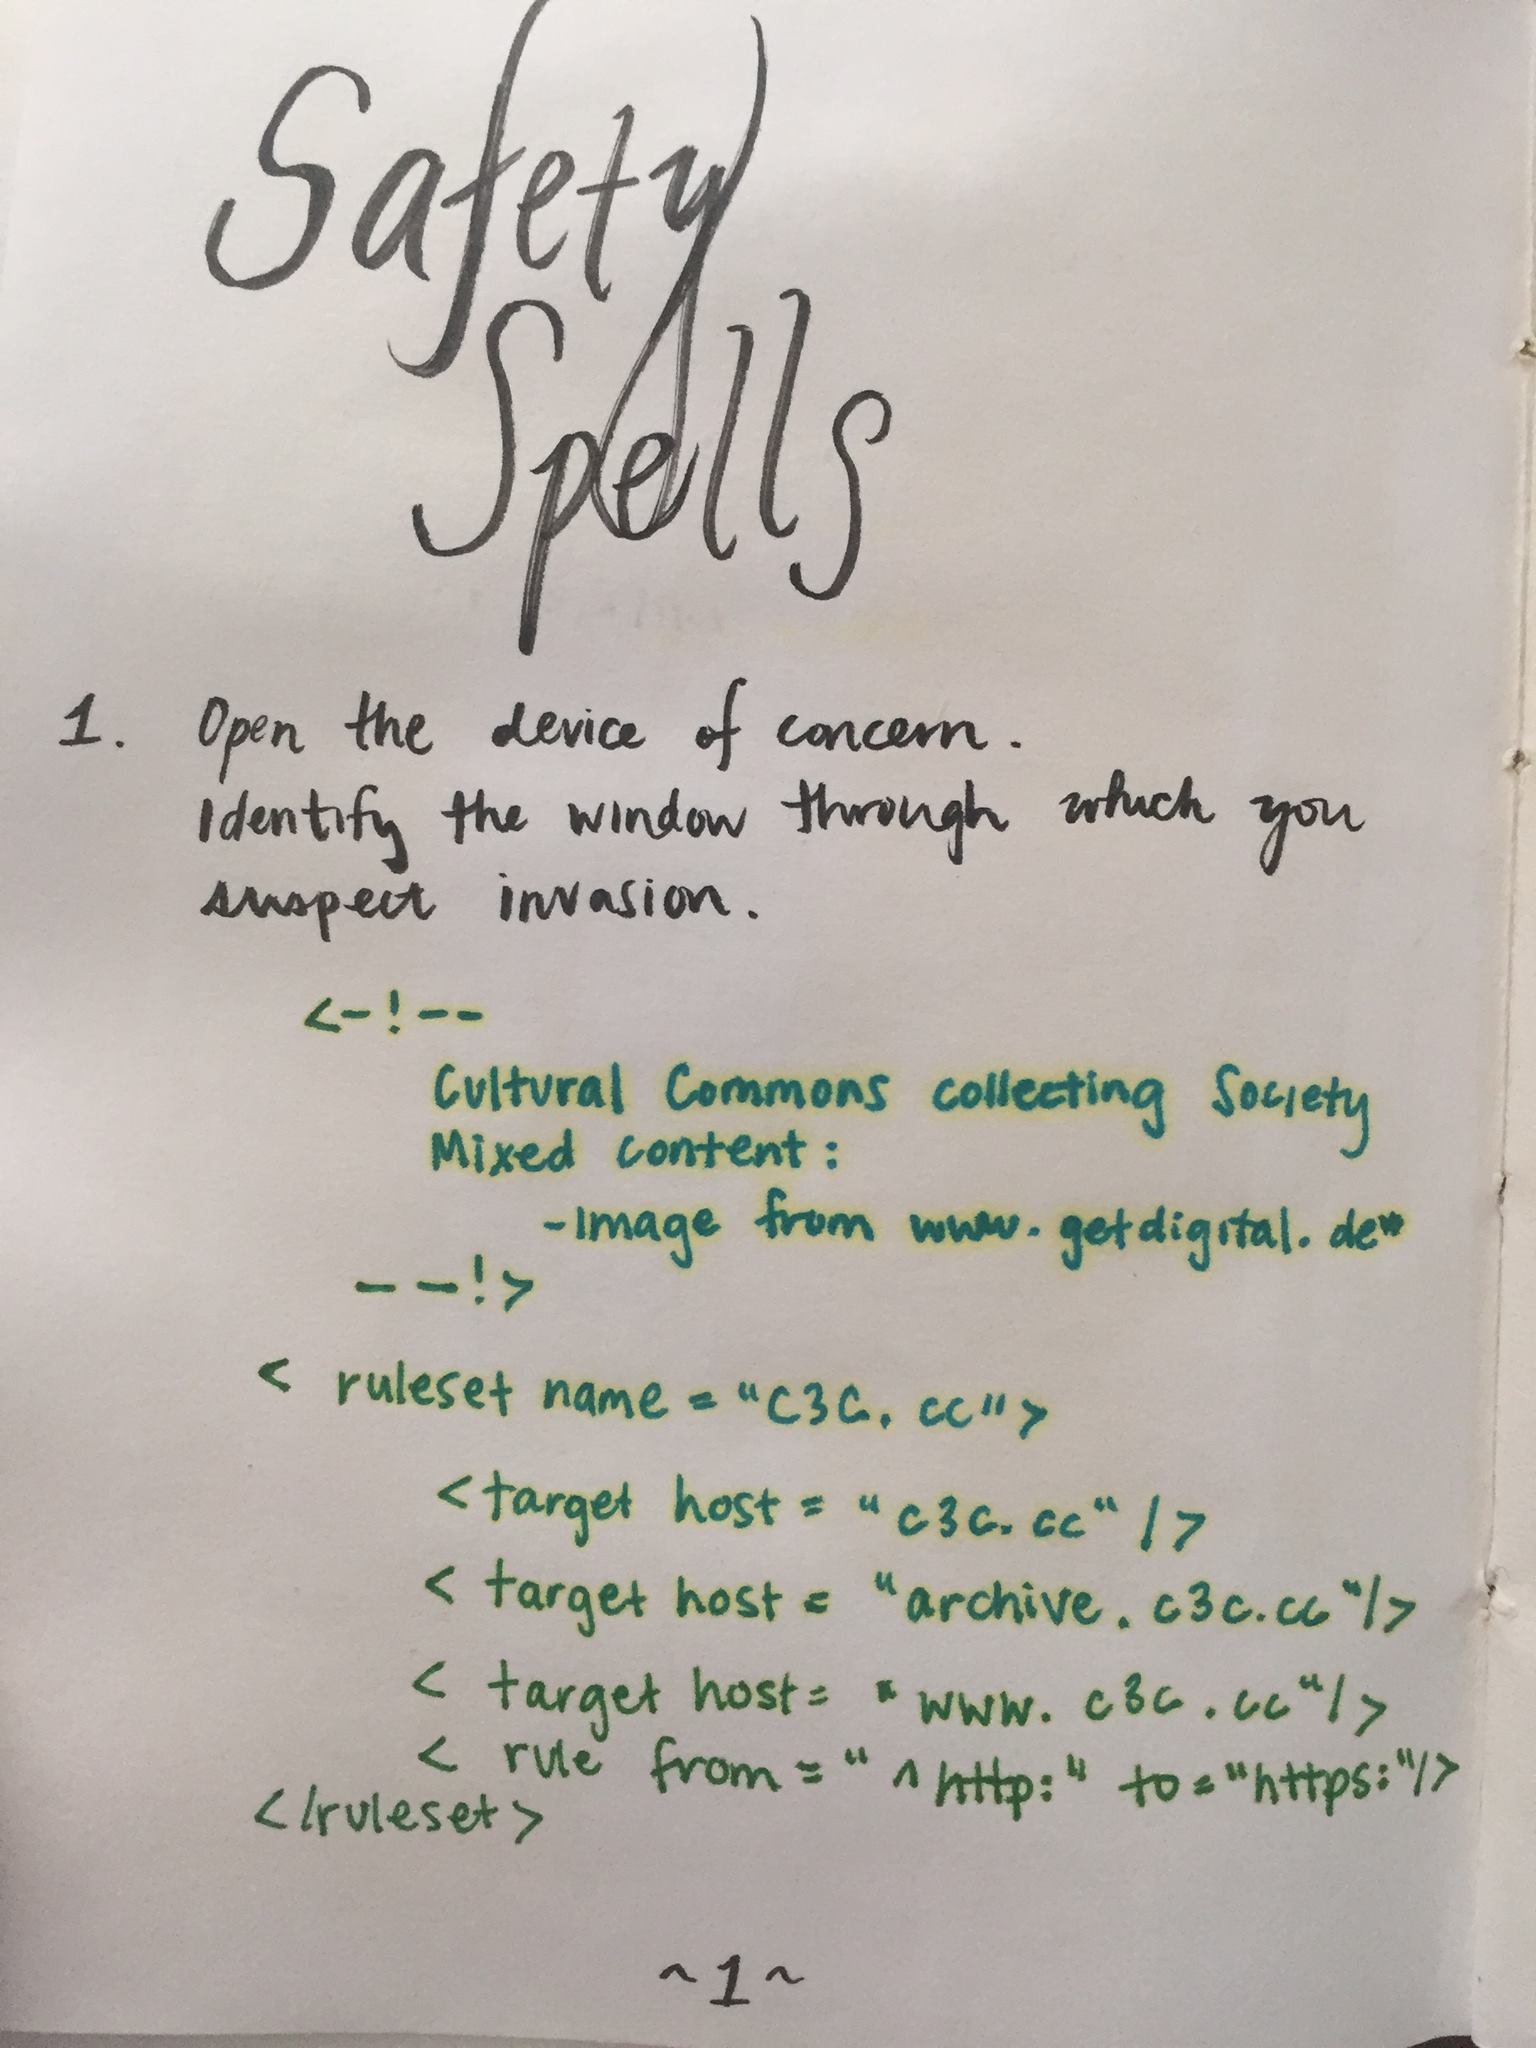 Safety
Spells
1. Open the device of concern.
Identify the window through which you
suspect invasion.
<-!--
Cultural Commons collecting Society
Mixed content:
-Image from www.getdigital.de"
--!>
< ruleset name = "C3C.cc">
<target host = "c3c.cc" />
< target host = "archive.c3c.cc"/>
< target host = "www.c3c.cc"/>
< rule from = "^http:" to = "https:"/>
</ruleset>
~1~